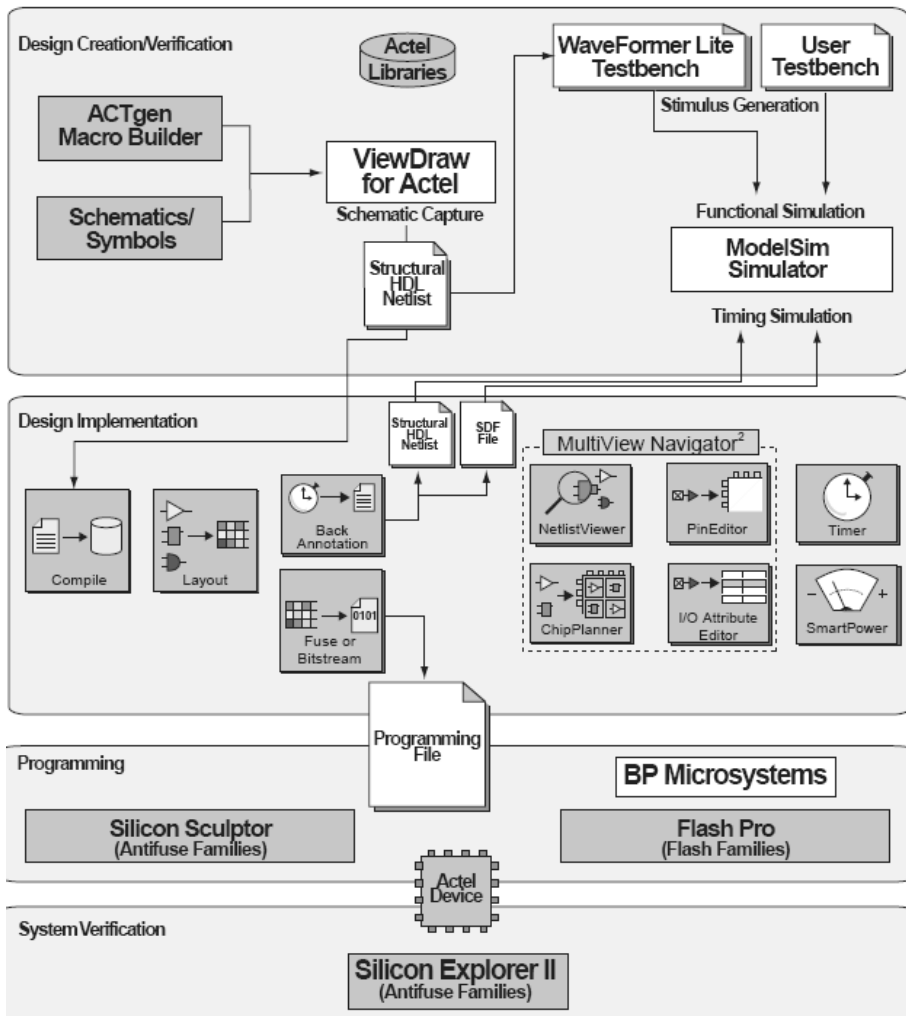 Design Creation/Verification
Actel
Libraries
WaveFormer Lite
Testbench
User
Testbench
Stimulus Generation
ACTgen
Macro Builder
ViewDraw
for Actel
Schematics/
Symbols
Schematic Capture
Functional Simulation
ModelSim
Simulator
Structural
HDL
Netlist
Timing Simulation
Design Implementation
Structural
HDL
Netlist
SDF
File
MultiView Navigator2
Compile
Layout
Back
Annotation
NetlistViewer
PinEditor
Timer
0101
Fuse or
Bitstream
ChipPlanner
I/O Attribute
Editor
- +
SmartPower
Programming
File
Programming
BP Microsystems
Silicon Sculptor
(Antifuse Families)
Flash Pro
(Flash Families)
Actel
Device
System Verification
Silicon Explorer II
(Antifuse Families)